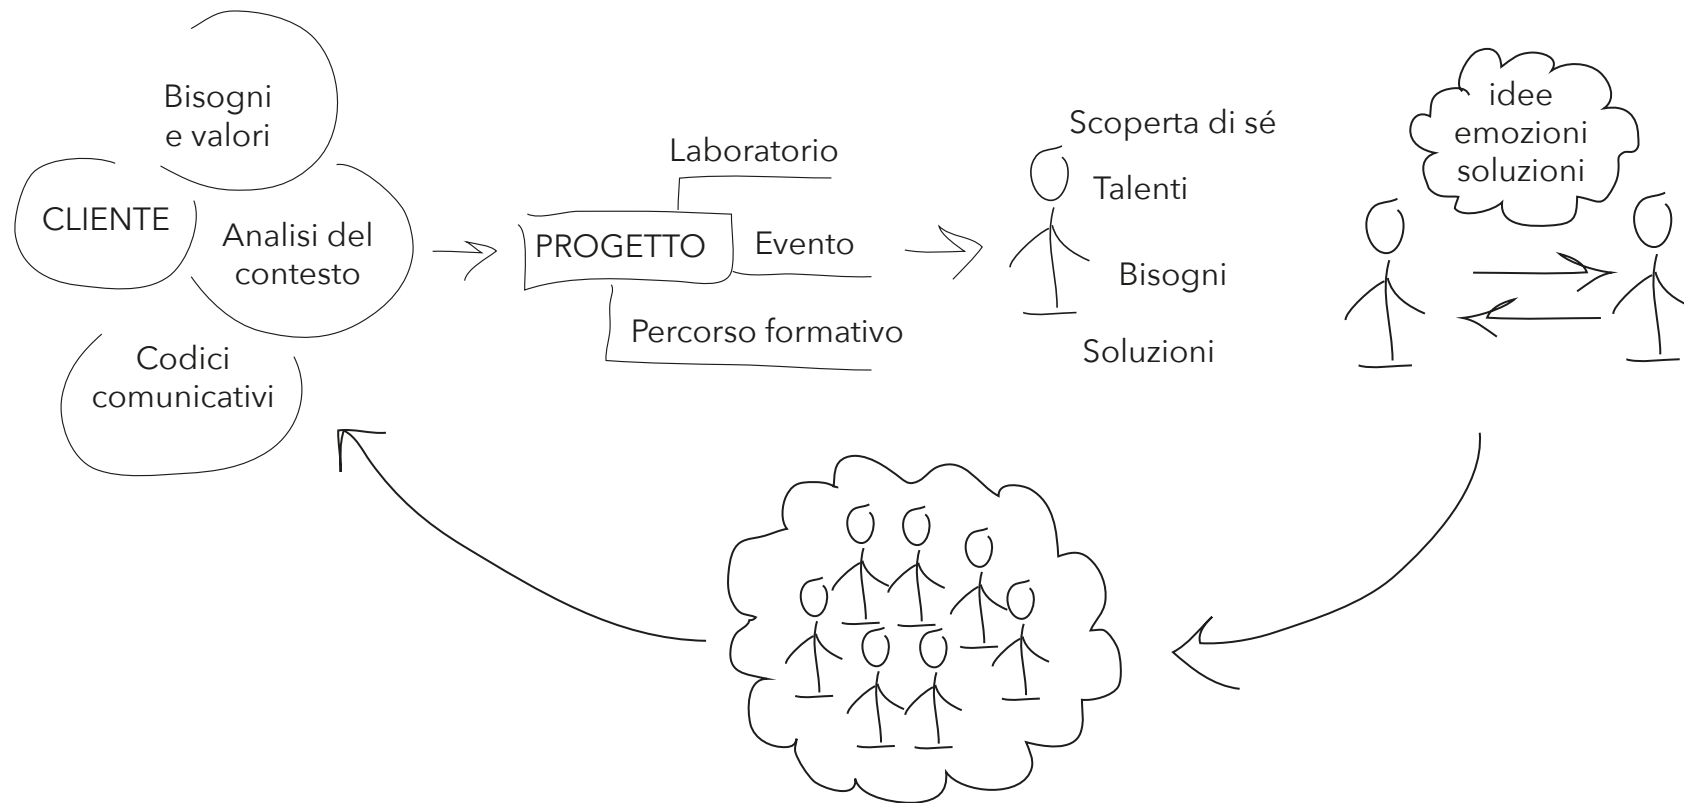 Bisogni
e valori
CLIENTE
Analisi del
contesto
Codici
comunicativi
Laboratorio
PROGETTO
Evento
Percorso formativo
Scoperta di sé
Talenti
Bisogni
Soluzioni
idee
emozioni
soluzioni